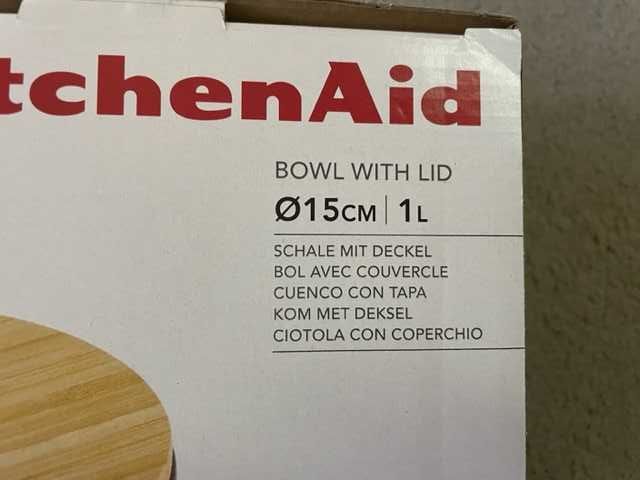 tchenAid
BOWL WITH LID
Ø15CM | 1L
SCHALE MIT DECKEL
BOL AVEC COUVERCLE
CUENCO CON TAPA
KOM MET DEKSEL
CIOTOLA CON COPERCHIO